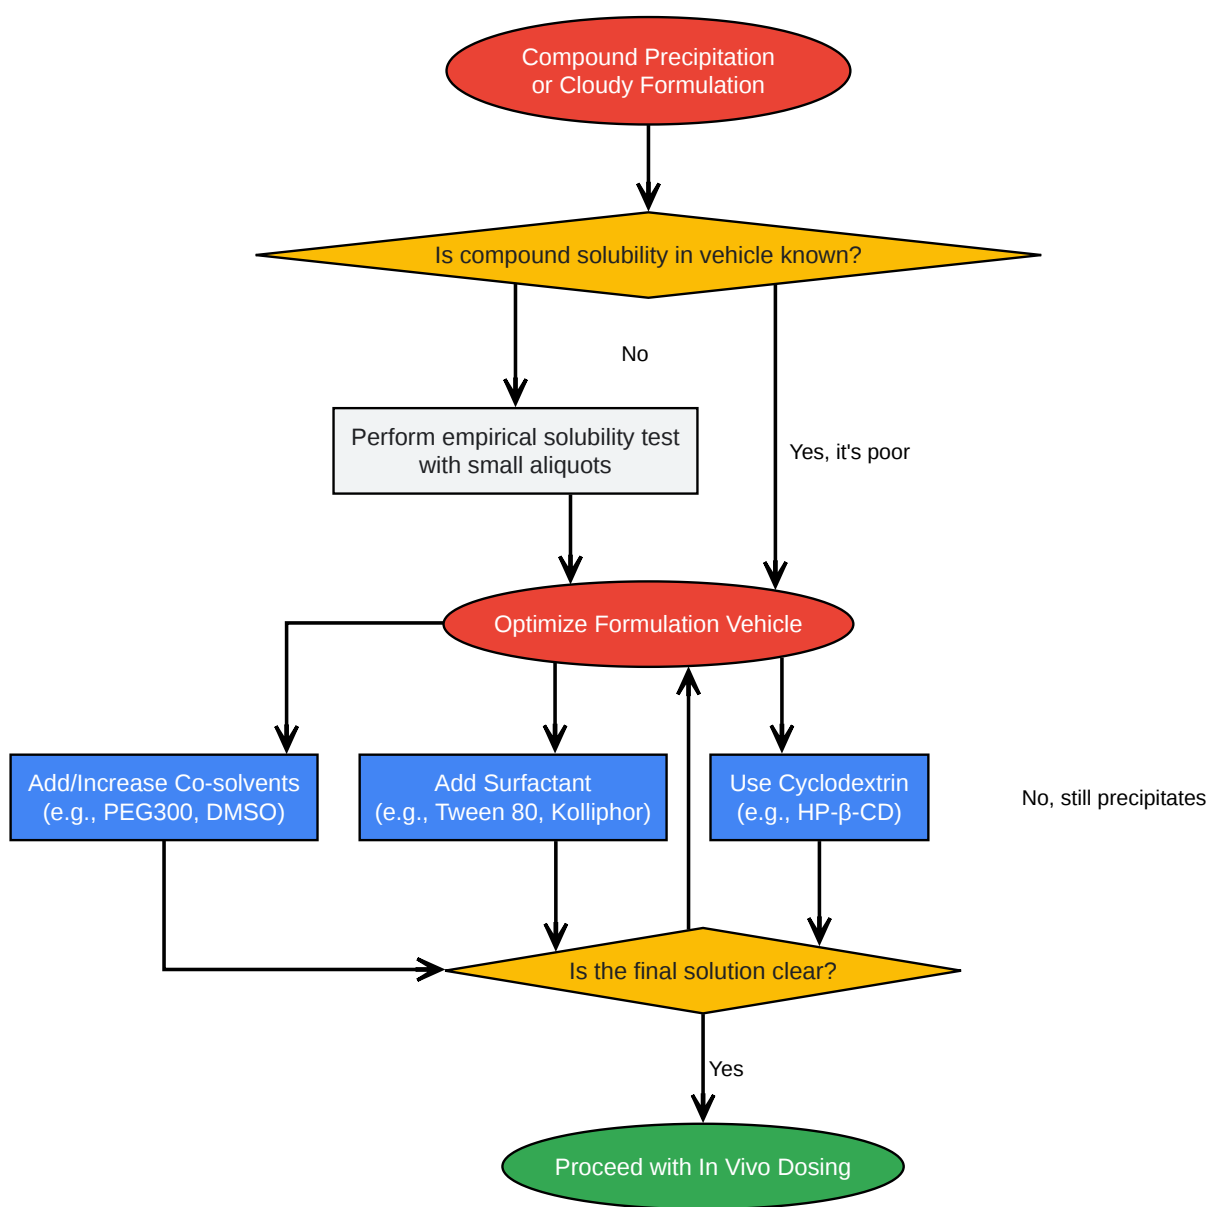 Compound Precipitation
or Cloudy Formulation
Is compound solubility in vehicle known?
No
Perform empirical solubility test
with small aliquots
Yes, it's poor
Optimize Formulation Vehicle
Add/Increase Co-solvents
(e.g., PEG300, DMSO)
Add Surfactant
(e.g., Tween 80, Kolliphor)
Use Cyclodextrin
(e.g., HP-β-CD)
No, still precipitates
Is the final solution clear?
Yes
Proceed with In Vivo Dosing